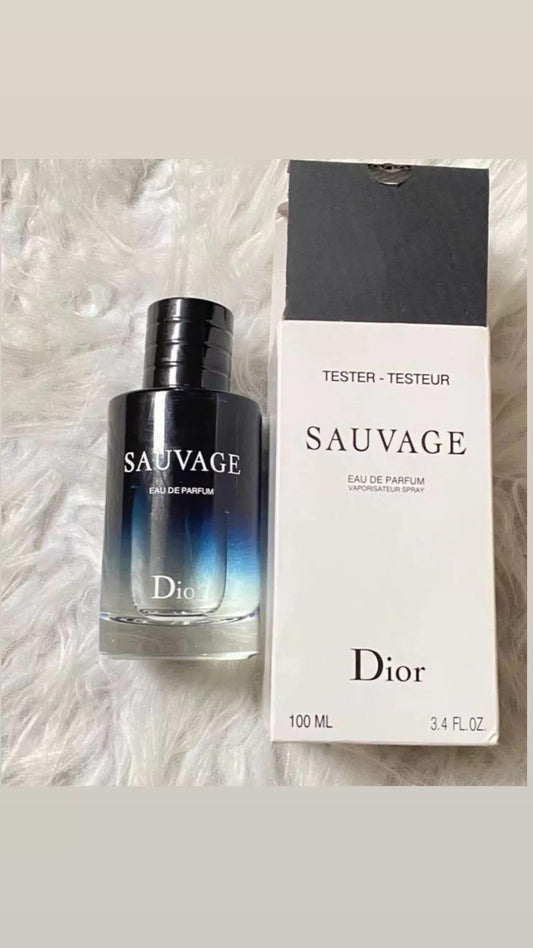 SAUVAGE
EAU DE PARFUM
Dior
TESTER - TESTEUR
SAUVAGE
EAU DE PARFUM
VAPORISATEUR SPRAY
Dior
100 ML 3.4 FL.OZ.